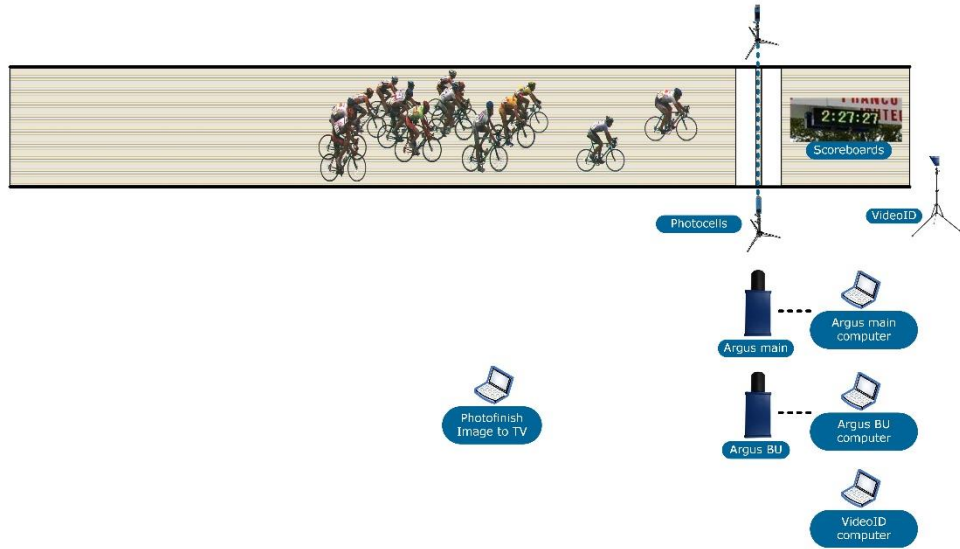 2:27:27
Scoreboards
VideoID
Photocells
Argus main
Argus main
computer
Photofinish
Image to TV
Argus BU
Argus BU
computer
VideoID
computer